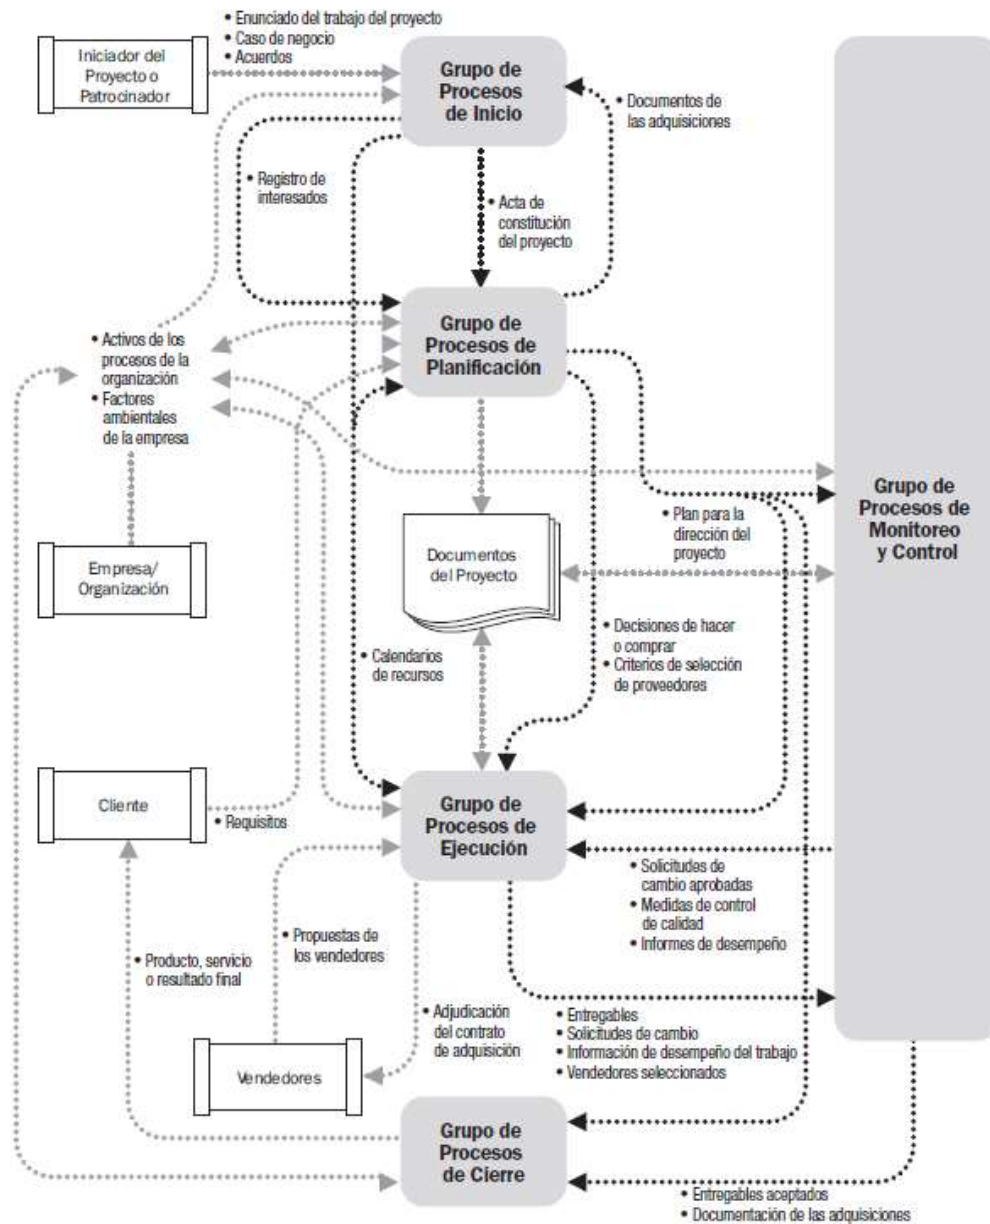 • Enunciado del trabajo del proyecto
• Caso de negocio
• Acuerdos
Iniciador del
Proyecto o
Patrocinador
Grupo de
Procesos
de Inicio
• Documentos de
las adquisiciones
• Registro de
interesados
• Acta de
constitución
del proyecto
Grupo de
Procesos de
Planificación
• Activos de los
procesos de la
organización
• Factores
ambientales
de la empresa
Grupo de
Procesos de
Monitoreo
y Control
• Plan para la
dirección del
proyecto
Empresa/
Organización
Documentos
del Proyecto
• Decisiones de hacer
o comprar
• Criterios de selección
de proveedores
• Calendarios
de recursos
Cliente
• Requisitos
Grupo de
Procesos de
Ejecución
• Solicitudes de
cambio aprobadas
• Medidas de control
de calidad
• Informes de desempeño
• Propuestas de
los vendedores
• Producto, servicio
o resultado final
• Adjudicación
del contrato
de adquisición
• Entregables
• Solicitudes de cambio
• Información de desempeño del trabajo
• Vendedores seleccionados
Vendedores
Grupo de
Procesos
de Cierre
• Entregables aceptados
• Documentación de las adquisiciones